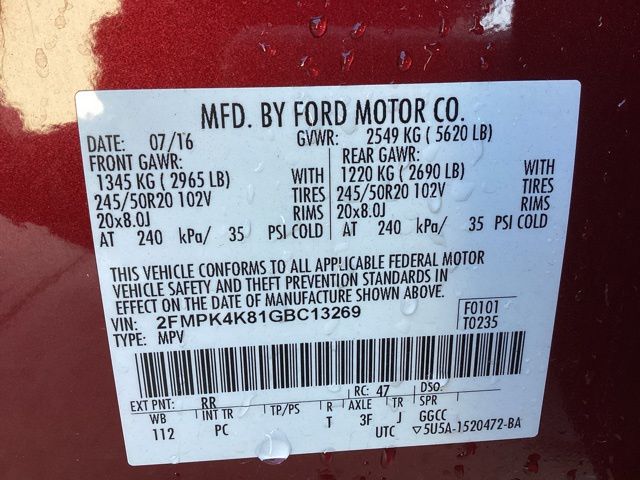 MFD. BY FORD MOTOR CO.
DATE: 07/16 GVWR: 2549 KG ( 5620 LB)
FRONT GAWR: REAR GAWR:
1345 KG ( 2965 LB) WITH 1220 KG ( 2690 LB) WITH
245/50R20 102V TIRES 245/50R20 102V TIRES
20x8.0J RIMS 20x8.0J RIMS
AT 240 kPa/ 35 PSI COLD AT 240 kPa/ 35 PSI COLD
THIS VEHICLE CONFORMS TO ALL APPLICABLE FEDERAL MOTOR
VEHICLE SAFETY AND THEFT PREVENTION STANDARDS IN
EFFECT ON THE DATE OF MANUFACTURE SHOWN ABOVE.
VIN: 2FMPK4K81GBC13269 F0101
TYPE: MPV T0235
EXT PNT: RR RC: 47 DSO:
WB INT TR TP/PS R AXLE TR SPR
112 PC T 3F J GGCC
UTC ▽5U5A-1520472-BA